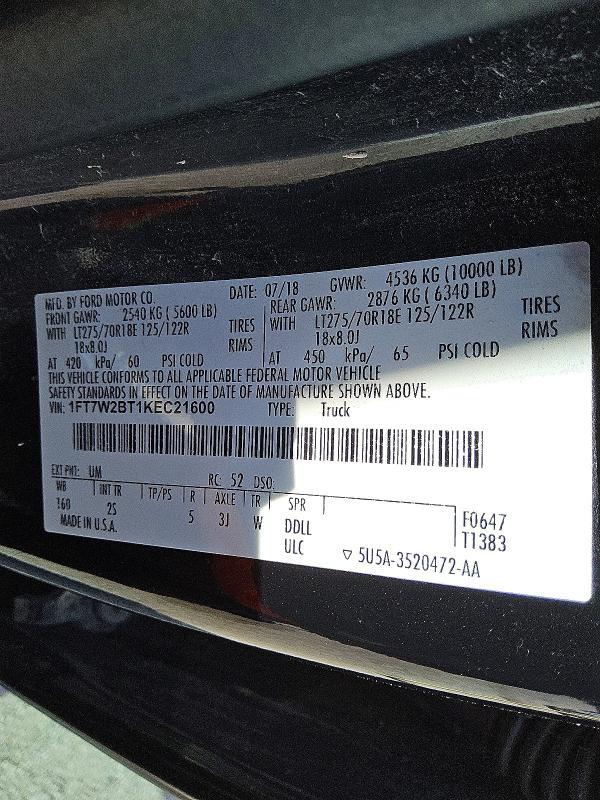 MFD. BY FORD MOTOR CO. DATE: 07/18 GVWR: 4536 KG (10000 LB)
FRONT GAWR: 2540 KG ( 5600 LB) REAR GAWR: 2876 KG ( 6340 LB)
WITH LT275/70R18E 125/122R TIRES WITH LT275/70R18E 125/122R TIRES
18x8.0J RIMS 18x8.0J RIMS
AT 420 kPa/ 60 PSI COLD AT 450 kPa/ 65 PSI COLD
THIS VEHICLE CONFORMS TO ALL APPLICABLE FEDERAL MOTOR VEHICLE
SAFETY STANDARDS IN EFFECT ON THE DATE OF MANUFACTURE SHOWN ABOVE.
VIN: 1FT7W2BT1KEC21600 TYPE: Truck
EXT PNT: UM RC: 52 DSO:
WB INT TR TP/PS R AXLE TR SPR
160 2S 5 3J W DDLL F0647
MADE IN U.S.A. ULC T1383
▽ 5U5A-3520472-AA